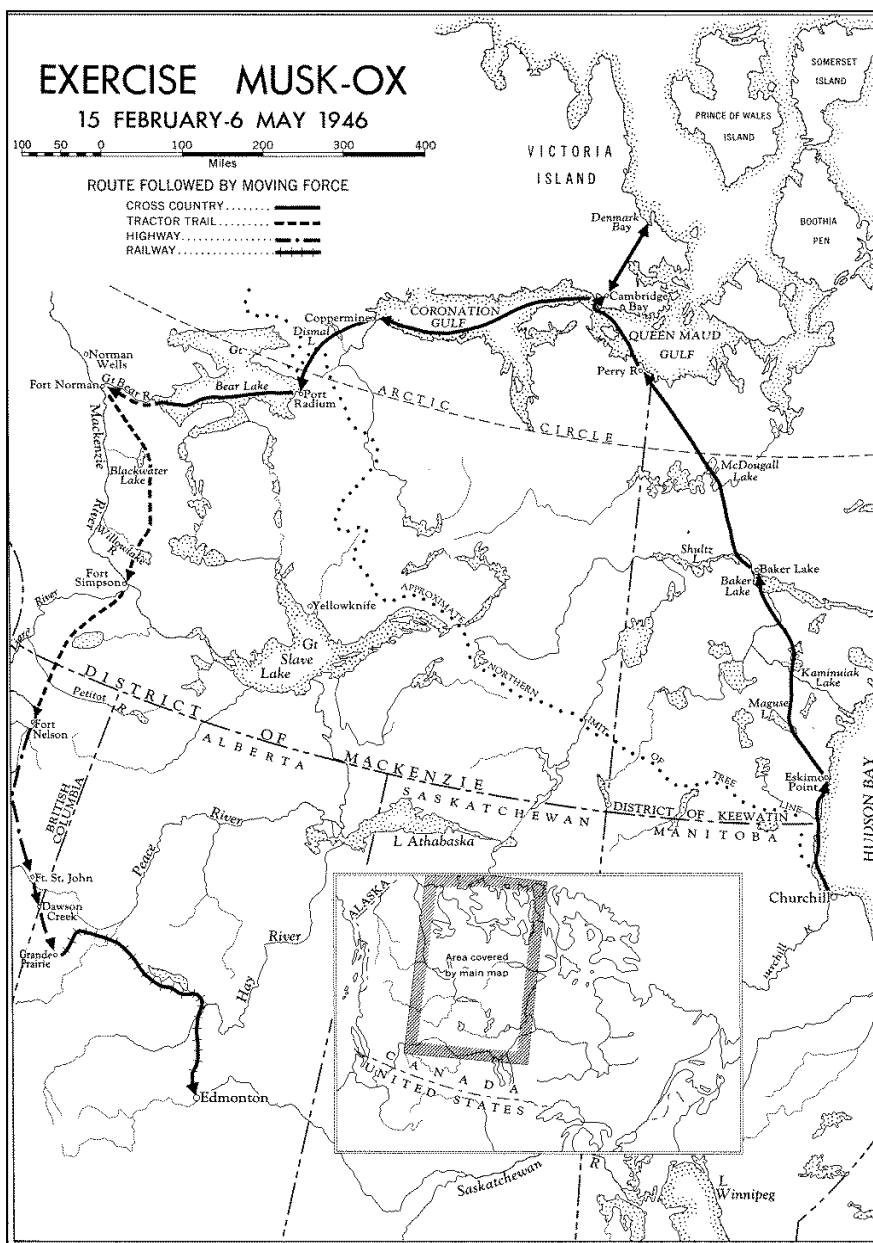 EXERCISE MUSK-OX
15 FEBRUARY-6 MAY 1946
100 50 0 100 200 300 400
Miles
ROUTE FOLLOWED BY MOVING FORCE
CROSS COUNTRY........
TRACTOR TRAIL........
HIGHWAY........
RAILWAY........
SOMERSET
ISLAND
PRINCE OF WALES
ISLAND
VICTORIA
ISLAND
BOOTHIA
PEN
Denmark
Bay
Cambridge
Bay
CORONATION
GULF
QUEEN MAUD
GULF
Coppermine
Dismal
L
Norman
Wells
Gt
Bear Lake
Fort Norman
Gt Bear R
Port
Radium
Perry R
ARCTIC CIRCLE
Mackenzie
River
Blackwater
Lake
McDougall
Lake
Willowlake
R
Shultz
Baker Lake
Baker
Lake
Fort
Simpson
Yellowknife
APPROXIMATE NORTHERN LIMIT OF TREE LINE
River
Gt
Slave
Lake
Kaminuiak
Lake
Maguse
L
Petitot
R
Fort
Nelson
DISTRICT OF MACKENZIE
ALBERTA
SASKATCHEWAN
DISTRICT OF KEEWATIN
MANITOBA
Eskimo
Point
HUDSON BAY
BRITISH
COLUMBIA
Peace River
L Athabaska
Churchill
Ft. St. John
Dawson
Creek
Grande
Prairie
Hay River
urchill R
ALASKA
Area covered
by main map
CANADA
UNITED STATES
Edmonton
Saskatchewan R
L
Winnipeg